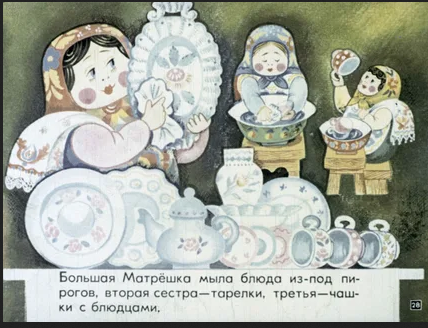 Большая Матрёшка мыла блюда из-под пи-
рогов, вторая сестра—тарелки, третья—чаш-
ки с блюдцами.
28